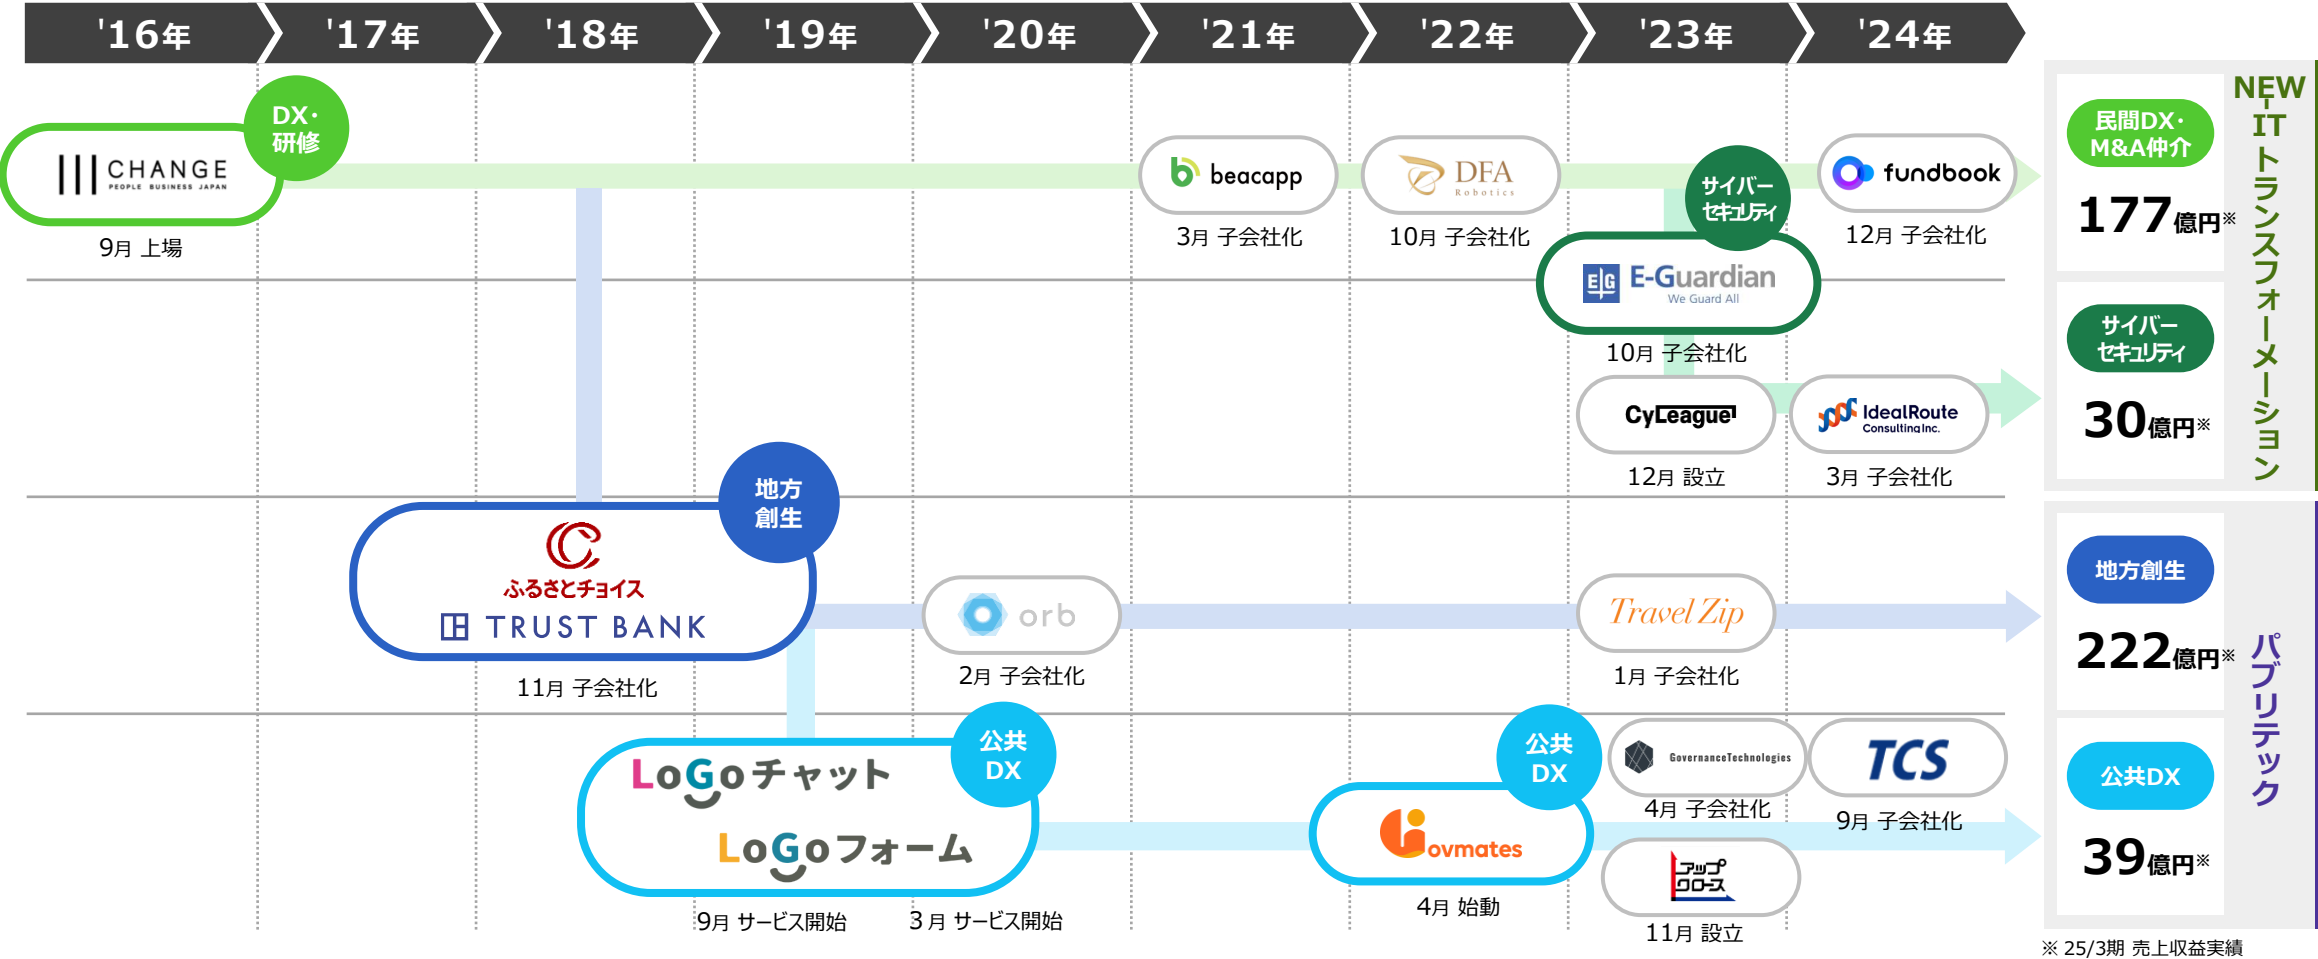 '16年
'17年
'18年
'19年
'20年
'21年
'22年
'23年
'24年
DX・
研修
CHANGE
PEOPLE BUSINESS JAPAN
9月 上場
beacapp
3月 子会社化
DFA
Robotics
10月 子会社化
サイバー
セキュリティ
E|G E-Guardian
We Guard All
10月 子会社化
fundbook
12月 子会社化
CyLeague
12月 設立
IdealRoute
Consulting Inc.
3月 子会社化
地方
創生
ふるさとチョイス
TRUST BANK
11月 子会社化
orb
2月 子会社化
Travel Zip
1月 子会社化
公共
DX
LoGoチャット
LoGoフォーム
9月 サービス開始
3月 サービス開始
公共
DX
Govmates
4月 始動
GovernanceTechnologies
4月 子会社化
TCS
9月 子会社化
アップ
クロース
11月 設立
民間DX・
M&A仲介
177億円※
サイバー
セキュリティ
30億円※
NEW-ITトランスフォーメーション
地方創生
222億円※
公共DX
39億円※
パブリテック
※ 25/3期 売上収益実績